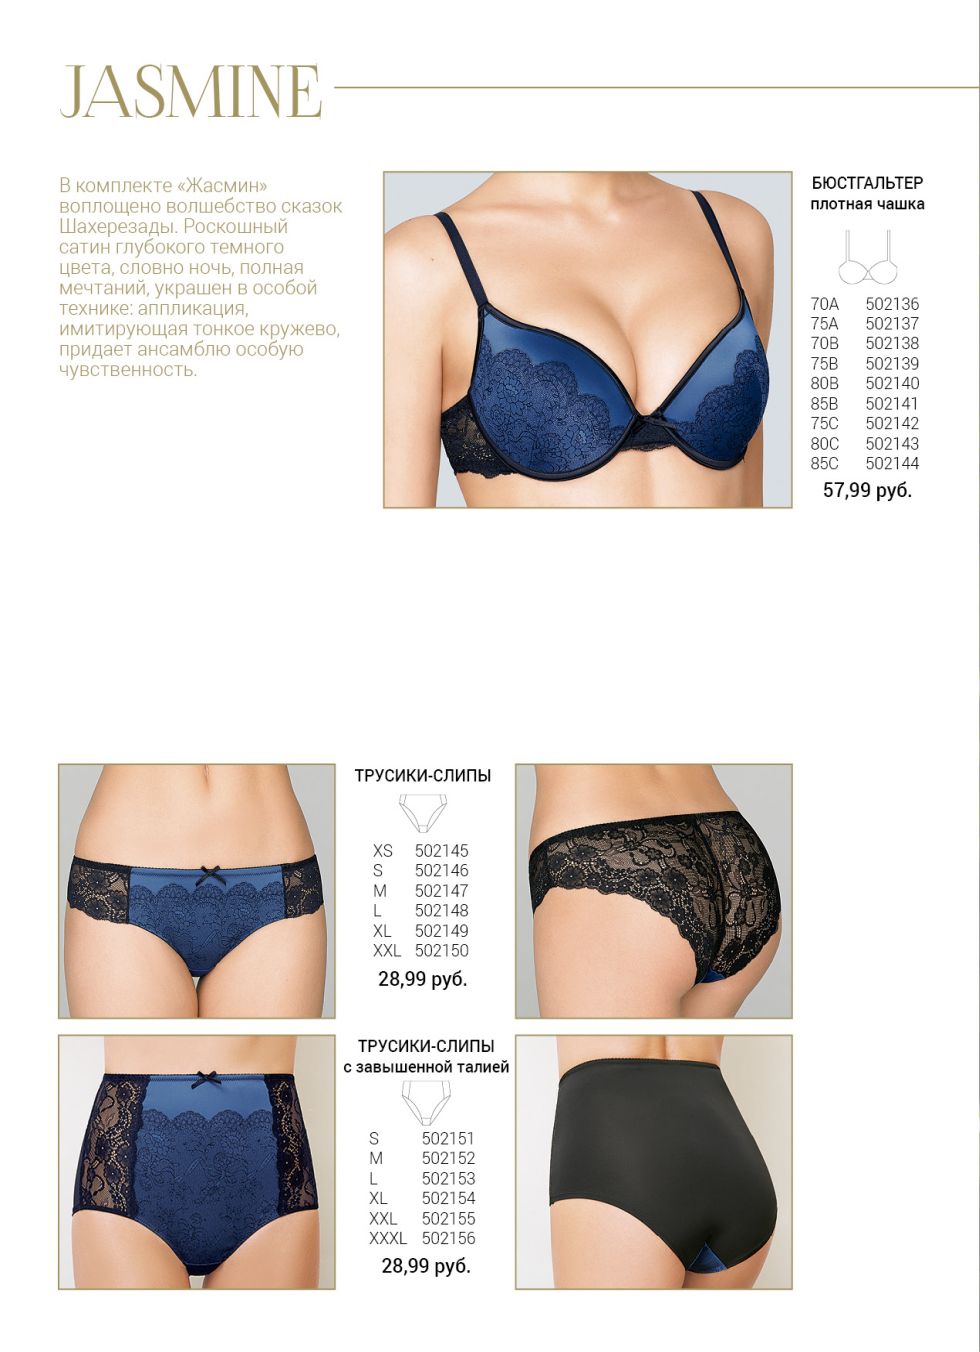 JASMINE
В комплекте «Жасмин»
воплощено волшебство сказок
Шахерезады. Роскошный
сатин глубокого темного
цвета, словно ночь, полная
мечтаний, украшен в особой
технике: аппликация,
имитирующая тонкое кружево,
придает ансамблю особую
чувственность.
БЮСТГАЛЬТЕР
плотная чашка
70A 502136
75A 502137
70B 502138
75B 502139
80B 502140
85B 502141
75C 502142
80C 502143
85C 502144
57,99 руб.
ТРУСИКИ-СЛИПЫ
XS 502145
S 502146
M 502147
L 502148
XL 502149
XXL 502150
28,99 руб.
ТРУСИКИ-СЛИПЫ
с завышенной талией
S 502151
M 502152
L 502153
XL 502154
XXL 502155
XXXL 502156
28,99 руб.